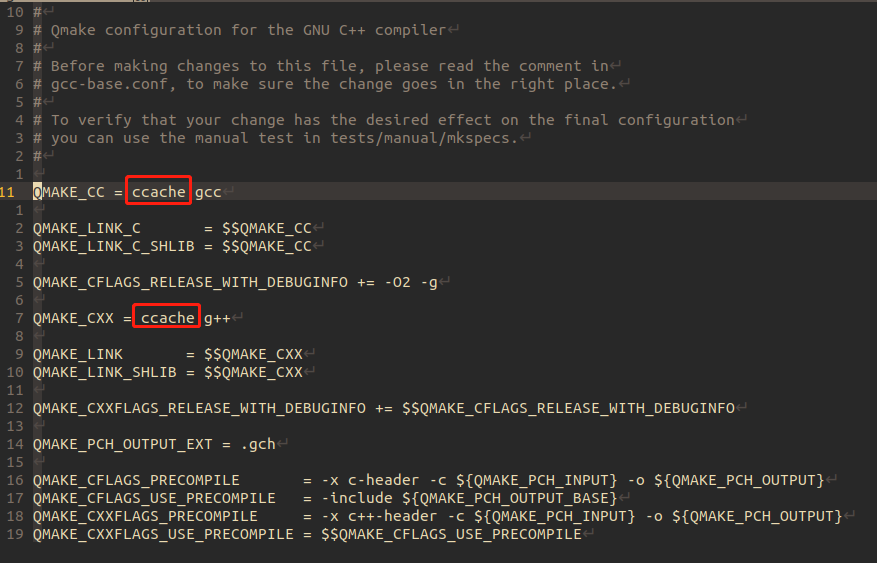 10 #
9 # Qmake configuration for the GNU C++ compiler
8 #
7 # Before making changes to this file, please read the comment in
6 # gcc-base.conf, to make sure the change goes in the right place.
5 #
4 # To verify that your change has the desired effect on the final configuration
3 # you can use the manual test in tests/manual/mkspecs.
2 #
1
11 QMAKE_CC = ccache gcc
1
2 QMAKE_LINK_C       = $$QMAKE_CC
3 QMAKE_LINK_C_SHLIB = $$QMAKE_CC
4
5 QMAKE_CFLAGS_RELEASE_WITH_DEBUGINFO += -O2 -g
6
7 QMAKE_CXX = ccache g++
8
9 QMAKE_LINK       = $$QMAKE_CXX
10 QMAKE_LINK_SHLIB = $$QMAKE_CXX
11
12 QMAKE_CXXFLAGS_RELEASE_WITH_DEBUGINFO += $$QMAKE_CFLAGS_RELEASE_WITH_DEBUGINFO
13
14 QMAKE_PCH_OUTPUT_EXT = .gch
15
16 QMAKE_CFLAGS_PRECOMPILE       = -x c-header -c ${QMAKE_PCH_INPUT} -o ${QMAKE_PCH_OUTPUT}
17 QMAKE_CFLAGS_USE_PRECOMPILE   = -include ${QMAKE_PCH_OUTPUT_BASE}
18 QMAKE_CXXFLAGS_PRECOMPILE     = -x c++-header -c ${QMAKE_PCH_INPUT} -o ${QMAKE_PCH_OUTPUT}
19 QMAKE_CXXFLAGS_USE_PRECOMPILE = $$QMAKE_CFLAGS_USE_PRECOMPILE